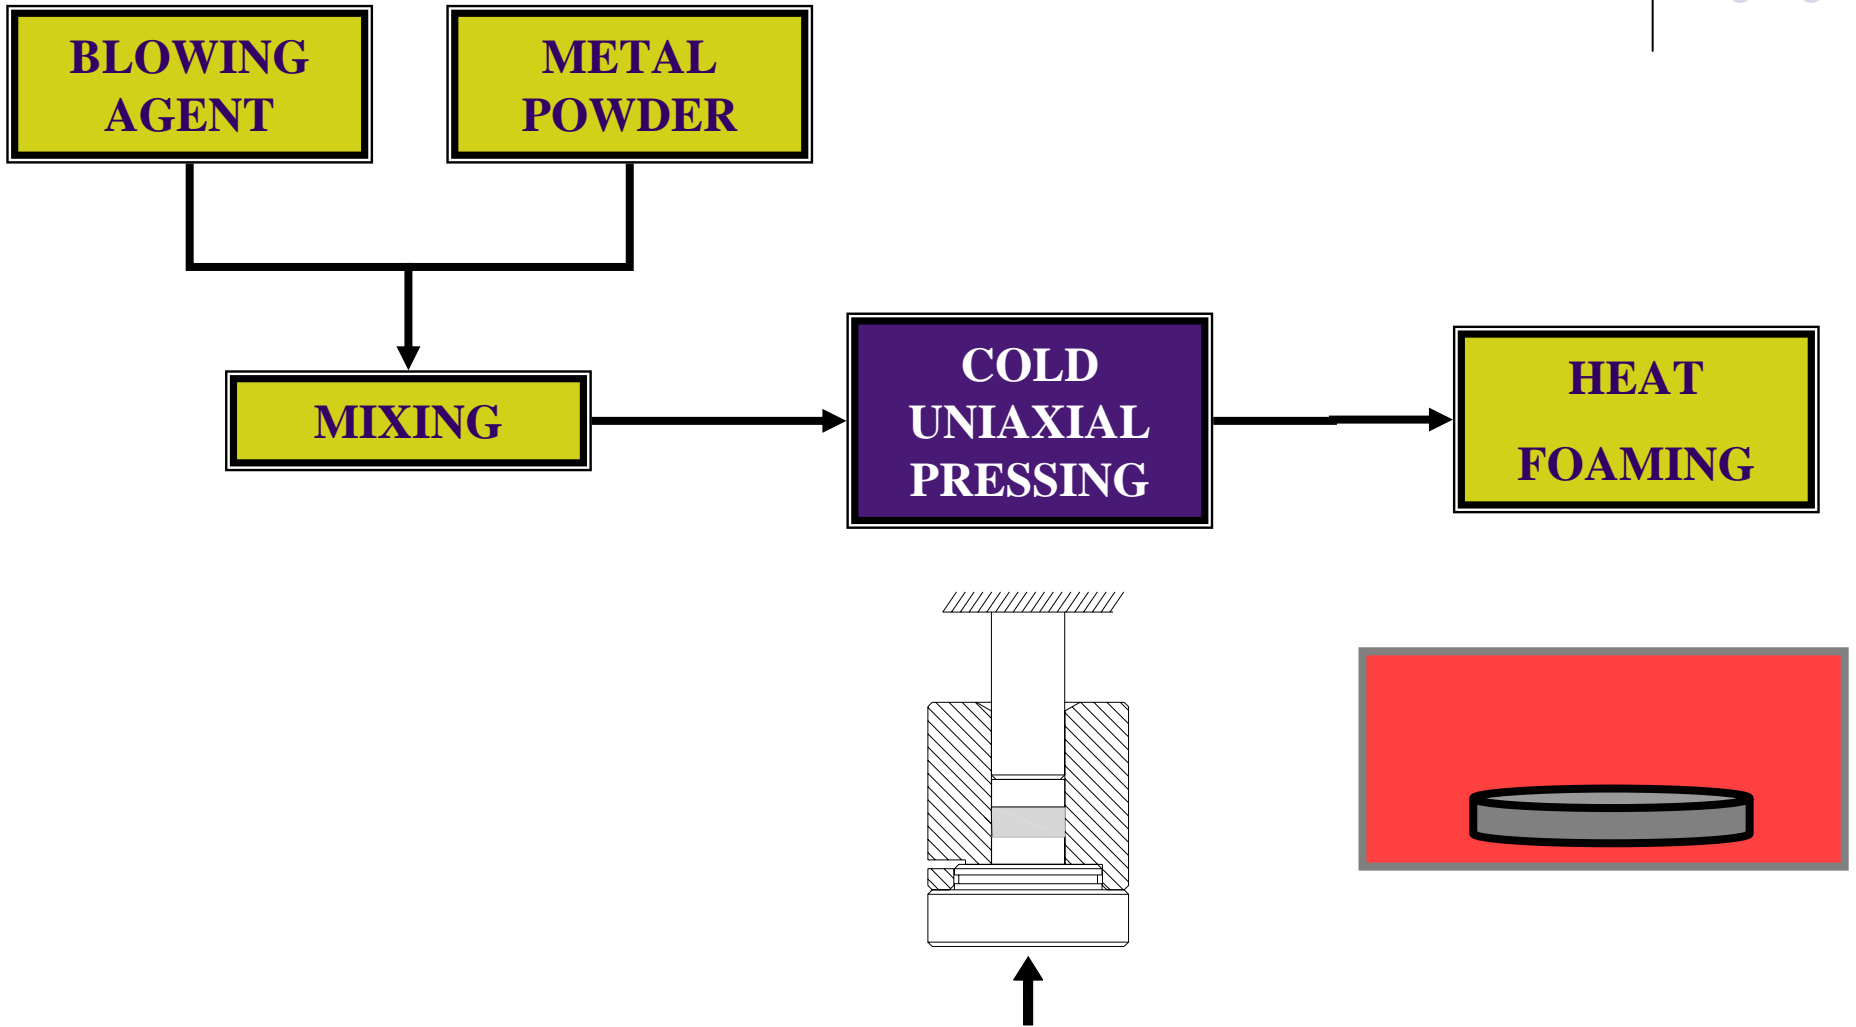 BLOWING
AGENT
METAL
POWDER
MIXING
COLD
UNIAXIAL
PRESSING
HEAT
FOAMING